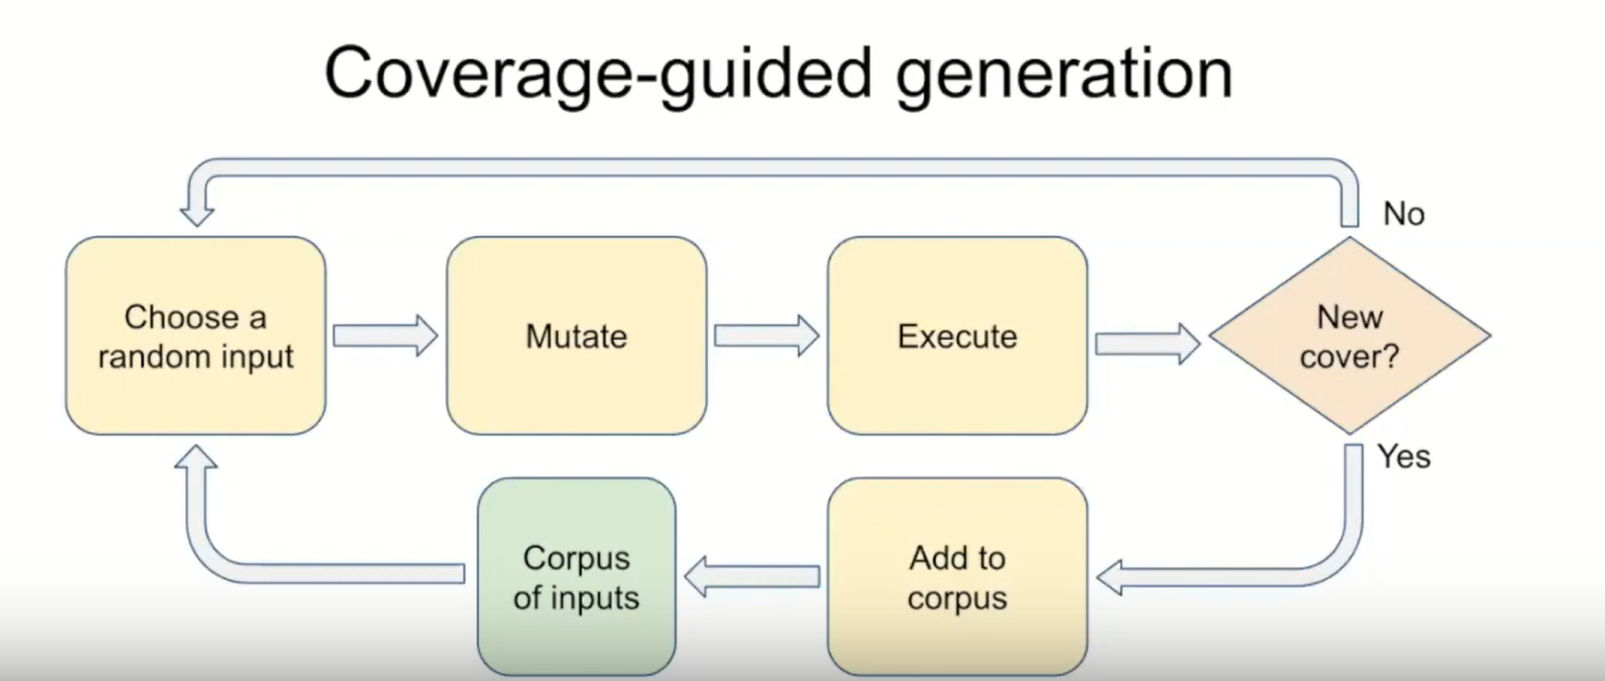 Coverage-guided generation
No
Choose a
random input
Mutate
Execute
New
cover?
Yes
Corpus
of inputs
Add to
corpus